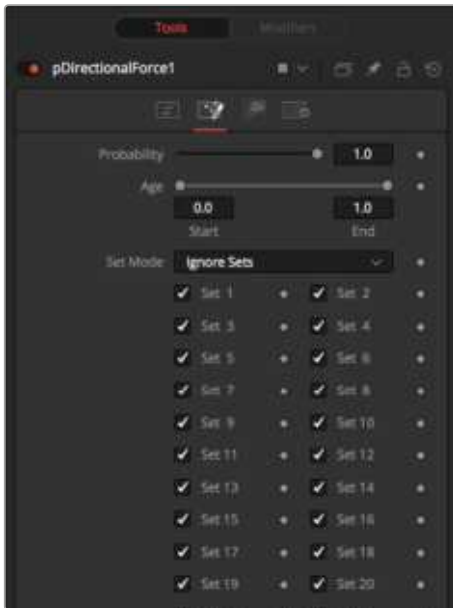 Tools Modifiers
pDirectionalForce1
Probability 1.0
Age
0.0 1.0
Start End
Set Mode Ignore Sets
Set 1 Set 2
Set 3 Set 4
Set 5 Set 6
Set 7 Set 8
Set 9 Set 10
Set 11 Set 12
Set 13 Set 14
Set 15 Set 16
Set 17 Set 18
Set 19 Set 20